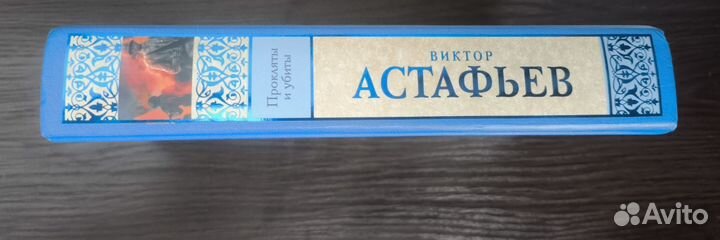 ВИКТОР
АСТАФЬЕВ
Прокляты
и убиты
Avito